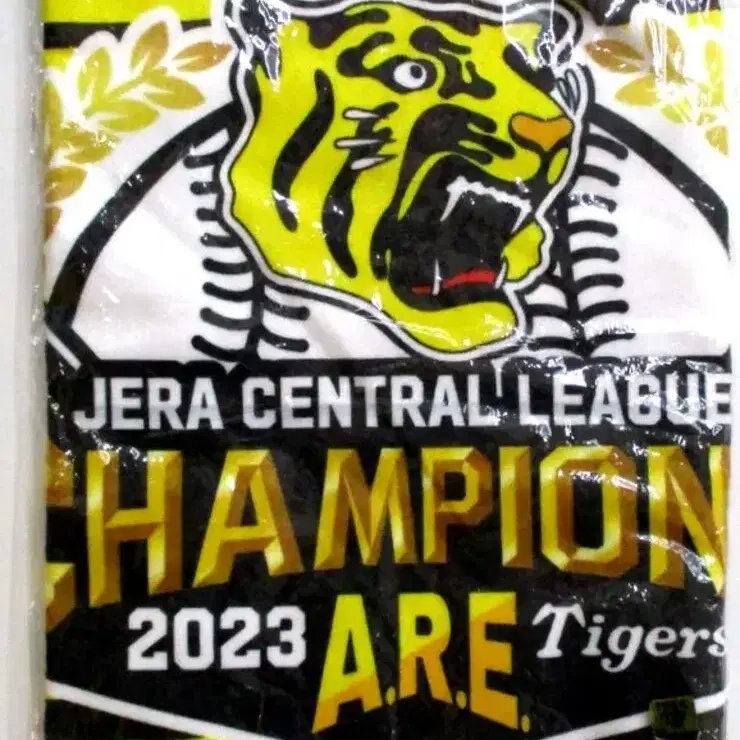 JERA CENTRAL LEAGUE
CHAMPION
2023 A.R.E. Tigers